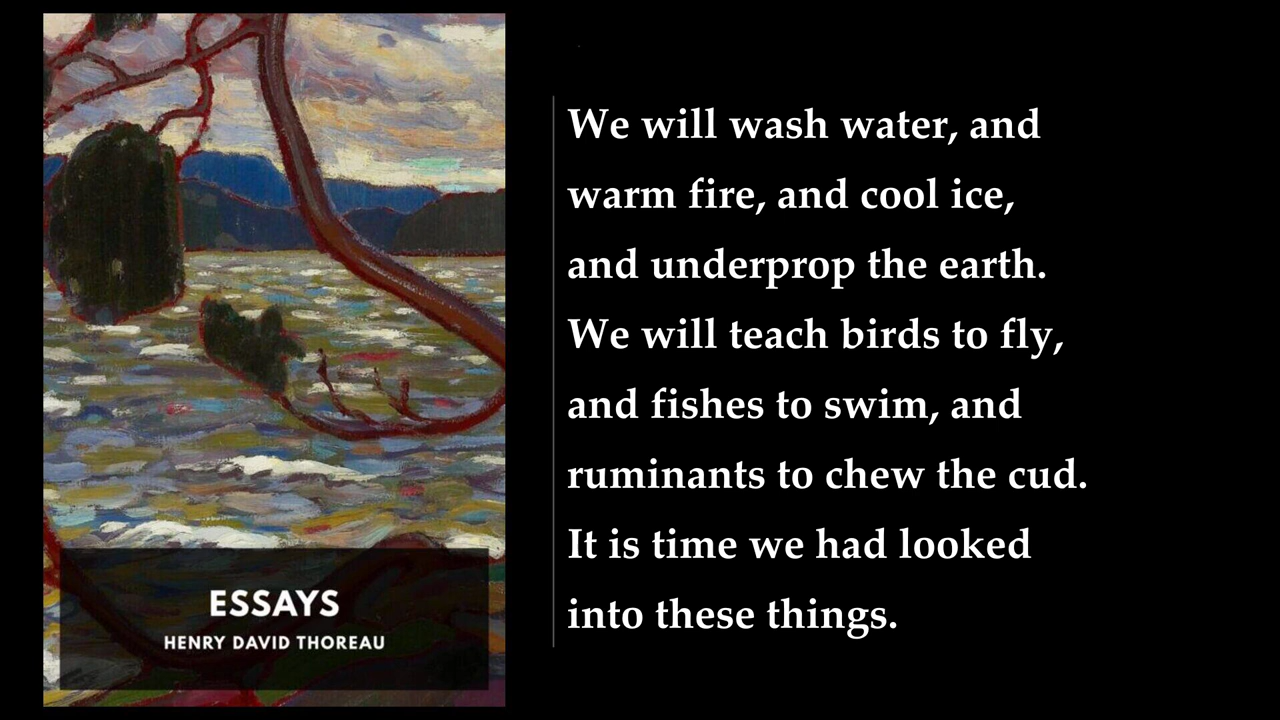 ESSAYS
HENRY DAVID THOREAU
We will wash water, and
warm fire, and cool ice,
and underprop the earth.
We will teach birds to fly,
and fishes to swim, and
ruminants to chew the cud.
It is time we had looked
into these things.